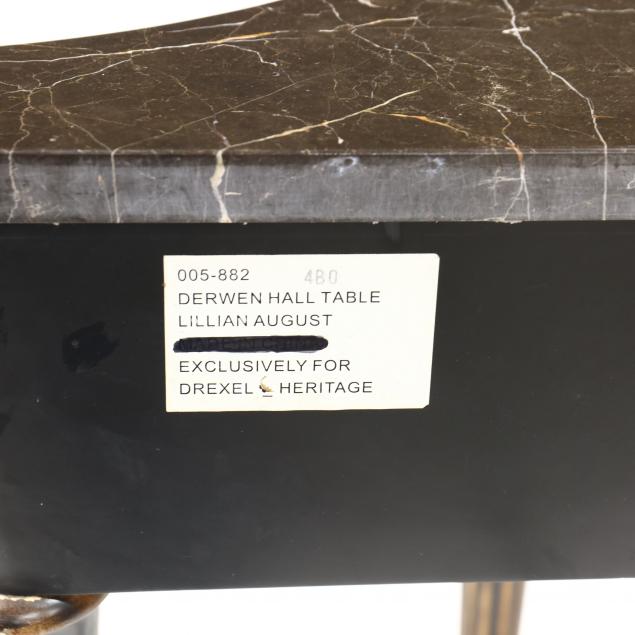 005-882 4B0
DERWEN HALL TABLE
LILLIAN AUGUST
EXCLUSIVELY FOR
DREXEL HERITAGE